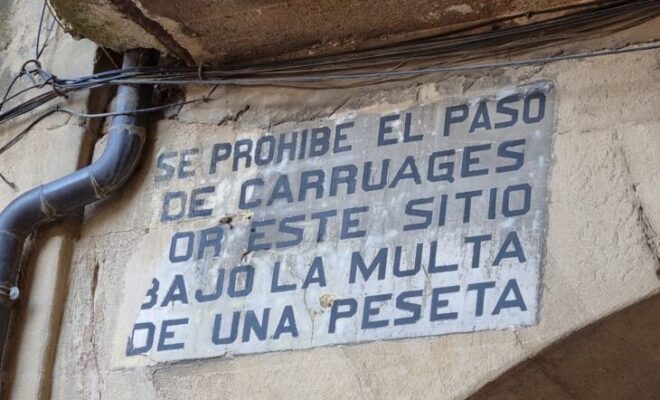 SE PROHIBE EL PASO
DE CARRUAGES
OR ESTE SITIO
BAJO LA MULTA
DE UNA PESETA